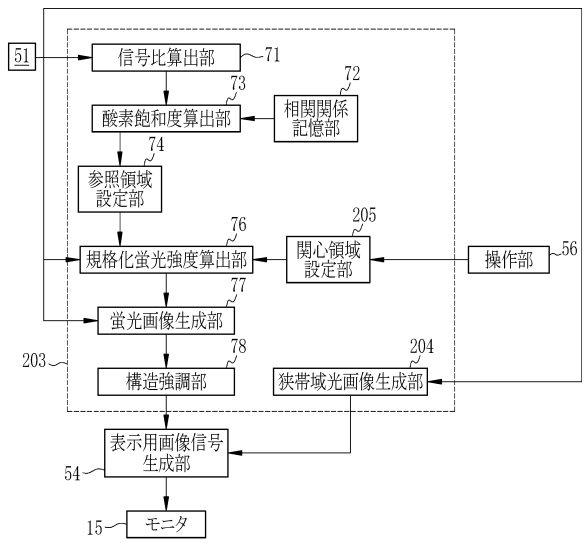 51
信号比算出部
71
73
72
酸素飽和度算出部
相関関係
記憶部
74
参照領域
設定部
205
76
関心領域
設定部
規格化蛍光強度算出部
操作部
56
77
蛍光画像生成部
203
78
204
構造強調部
狭帯域光画像生成部
表示用画像信号
生成部
54
15
モニタ